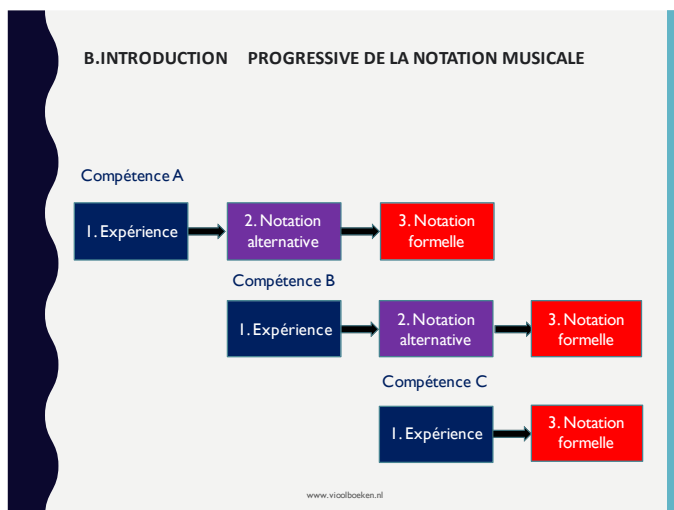 B.INTRODUCTION PROGRESSIVE DE LA NOTATION MUSICALE
Compétence A
1. Expérience
2. Notation
alternative
3. Notation
formelle
Compétence B
1. Expérience
2. Notation
alternative
3. Notation
formelle
Compétence C
1. Expérience
3. Notation
formelle
www.vioolboeken.nl